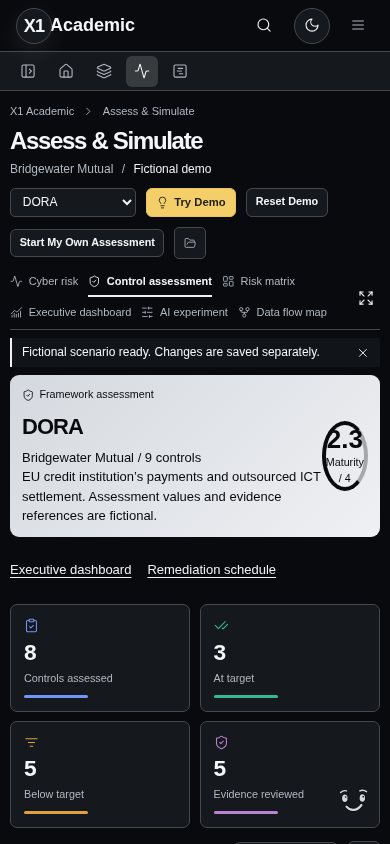 X1 Academic
X1 Academic > Assess & Simulate
Assess & Simulate
Bridgewater Mutual / Fictional demo
DORA
Try Demo
Reset Demo
Start My Own Assessment
Cyber risk
Control assessment
Risk matrix
Executive dashboard
AI experiment
Data flow map
Fictional scenario ready. Changes are saved separately.
Framework assessment
DORA
Bridgewater Mutual / 9 controls
EU credit institution's payments and outsourced ICT
settlement. Assessment values and evidence
references are fictional.
2.3
Maturity
/ 4
Executive dashboard
Remediation schedule
8
Controls assessed
3
At target
5
Below target
5
Evidence reviewed